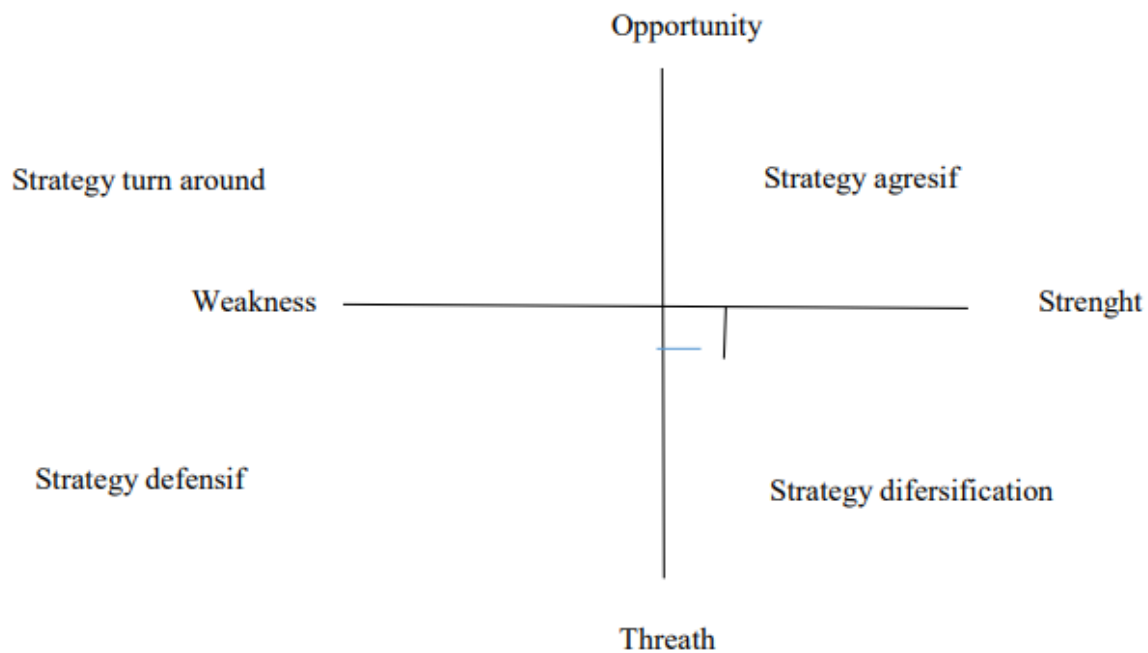 Opportunity
Strategy turn around
Strategy agresif
Weakness
Strenght
Strategy defensif
Strategy difersification
Threath